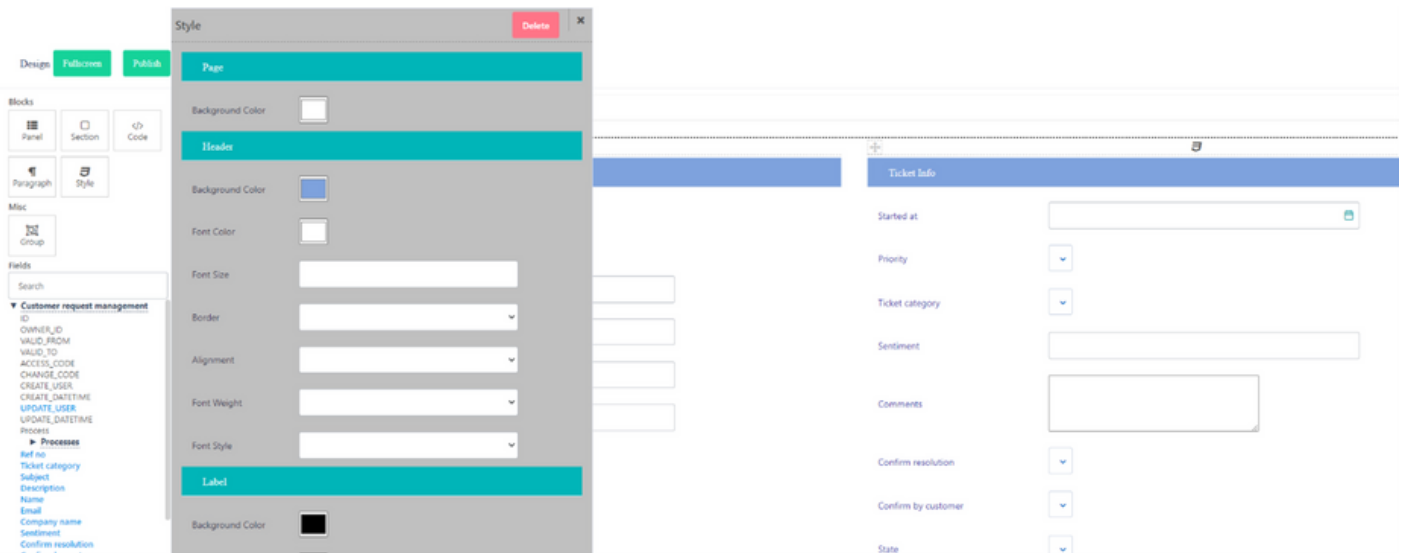 Design
Fullscreen
Publish
Blocks
Panel
Section
Code
Paragraph
Style
Misc
Group
Fields
Search
Customer request management
ID
OWNER_ID
VALID_FROM
VALID_TO
ACCESS_CODE
CHANGE_CODE
CREATE_USER
CREATE_DATETIME
UPDATE_USER
UPDATE_DATETIME
Process
Processes
Ref no
Ticket category
Subject
Description
Name
Email
Company name
Sentiment
Confirm resolution
Style
Delete
Page
Background Color
Header
Background Color
Font Color
Font Size
Border
Alignment
Font Weight
Font Style
Label
Background Color
Ticket Info
Started at
Priority
Ticket category
Sentiment
Comments
Confirm resolution
Confirm by customer
State